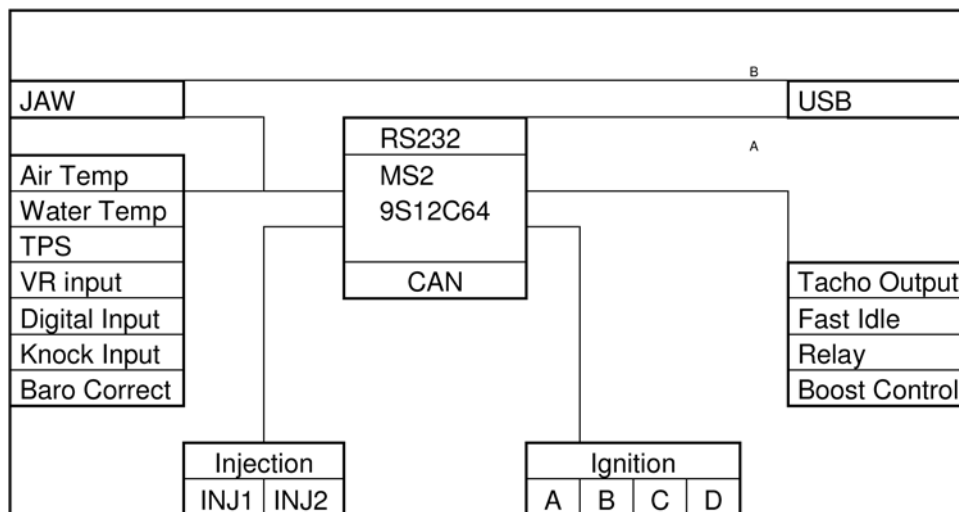 B
JAW
USB
RS232
A
Air Temp
MS2
Water Temp
9S12C64
TPS
VR input
CAN
Tacho Output
Digital Input
Fast Idle
Knock Input
Relay
Baro Correct
Boost Control
Injection
Ignition
INJ1 INJ2
A B C D